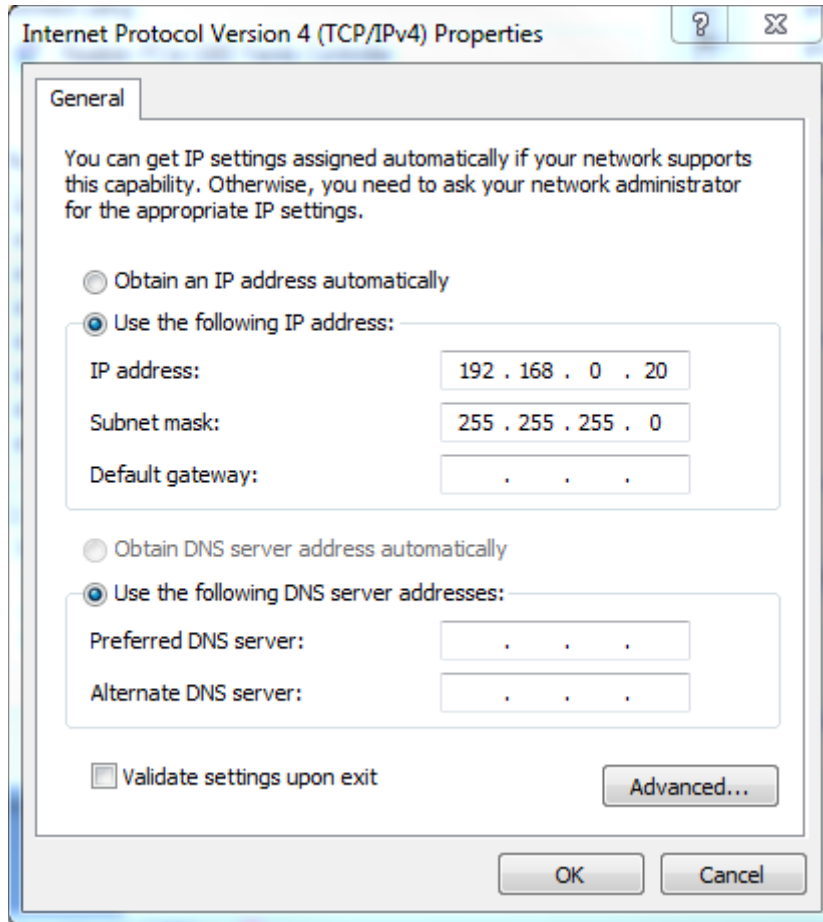 Internet Protocol Version 4 (TCP/IPv4) Properties
General
You can get IP settings assigned automatically if your network supports
this capability. Otherwise, you need to ask your network administrator
for the appropriate IP settings.
Obtain an IP address automatically
Use the following IP address:
IP address: 192 . 168 . 0 . 20
Subnet mask: 255 . 255 . 255 . 0
Default gateway: . . .
Obtain DNS server address automatically
Use the following DNS server addresses:
Preferred DNS server: . . .
Alternate DNS server: . . .
Validate settings upon exit
Advanced...
OK Cancel